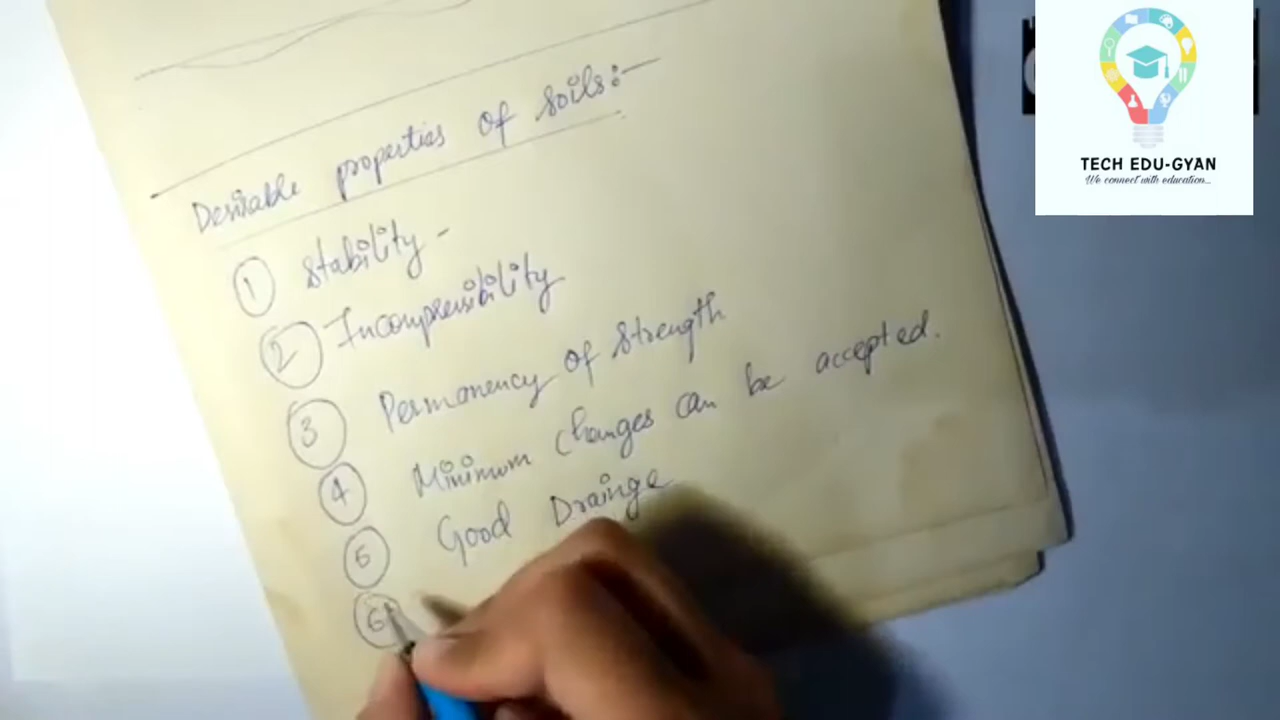 Desirable properties of soils:-
① Stability -
② Incompressibility
③ Permanency of Strength
④ Minimum changes can be accepted.
⑤ Good Drainge
⑥
TECH EDU-GYAN
We connect with education...